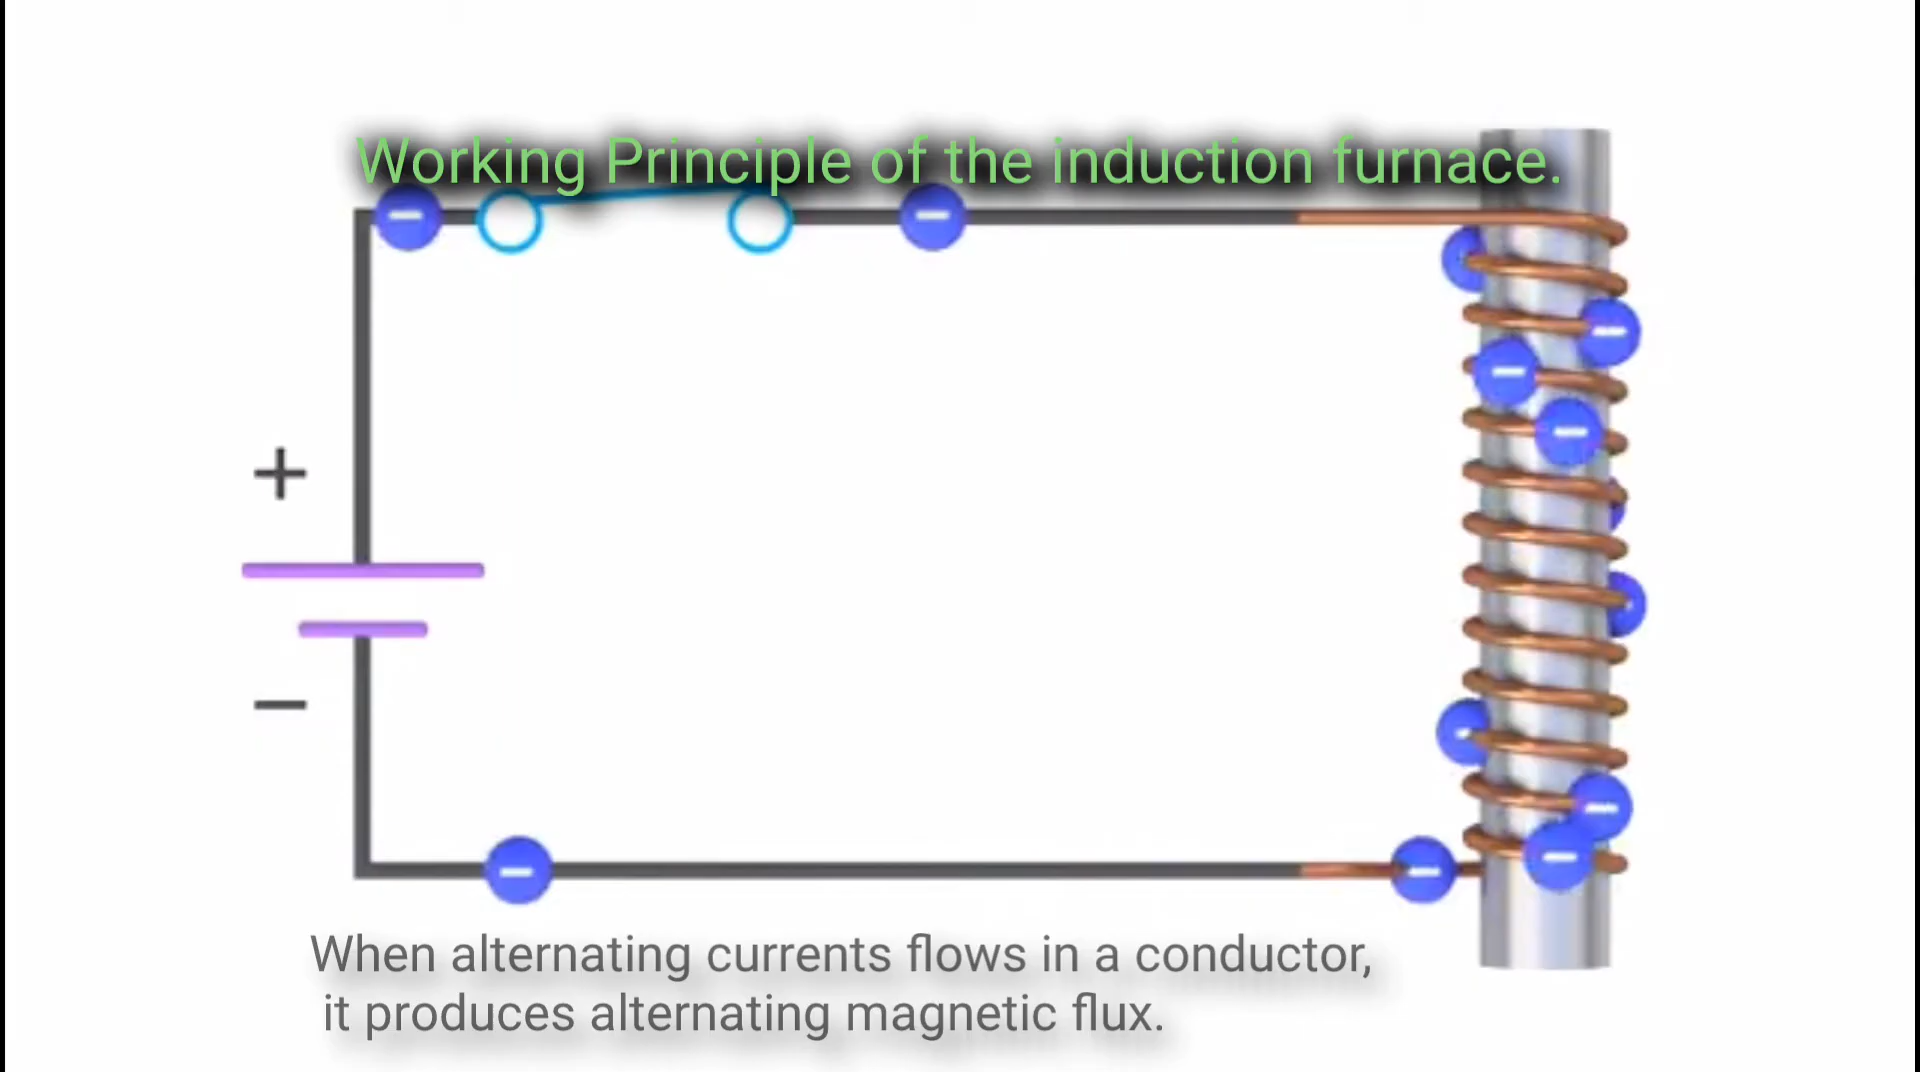 Working Principle of the induction furnace.
+
−
When alternating currents flows in a conductor,
it produces alternating magnetic flux.